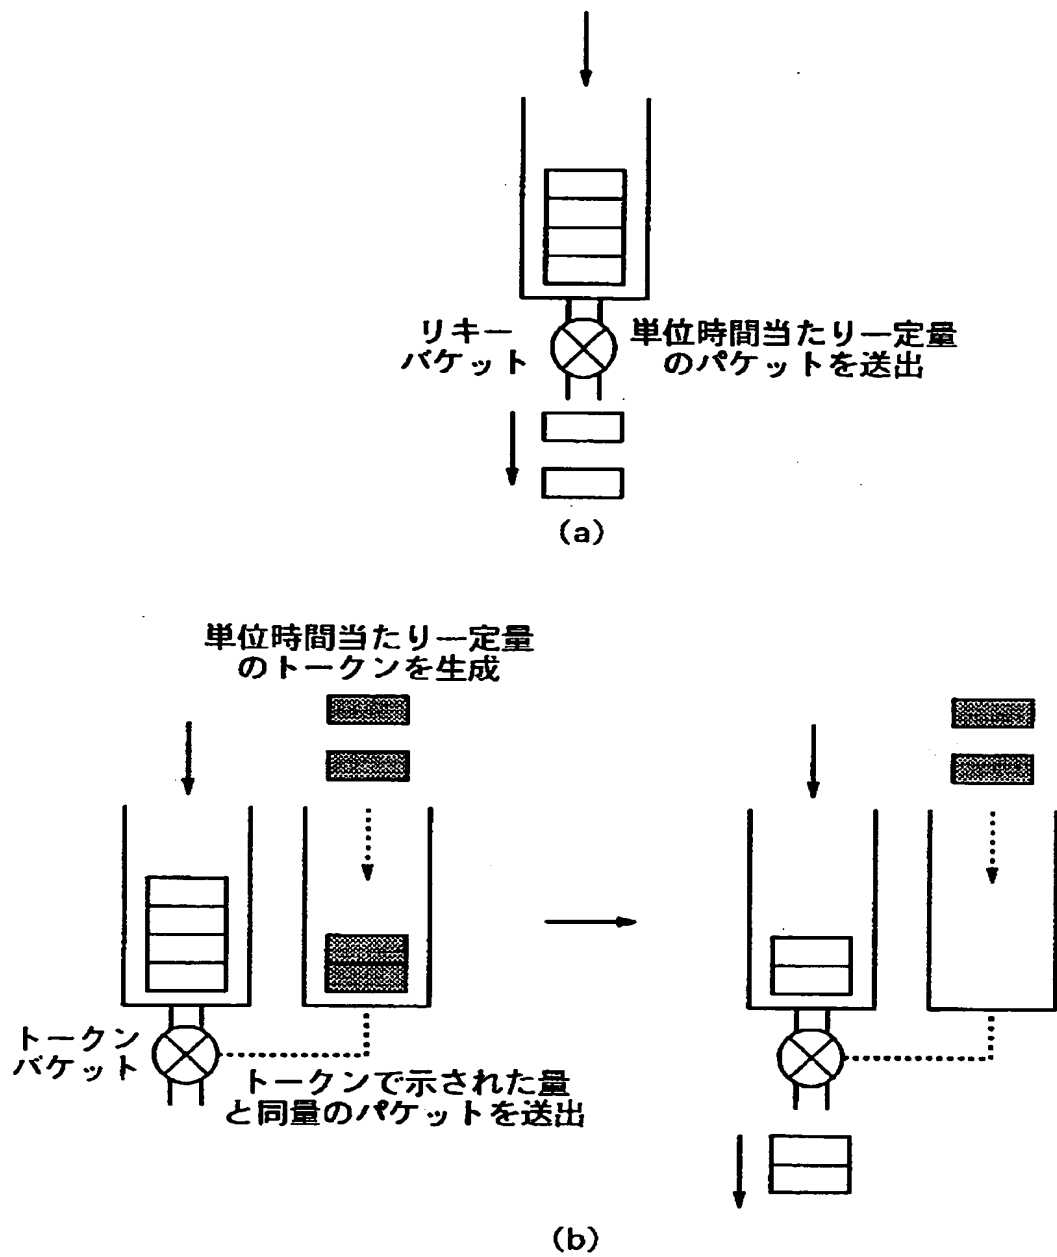 リキー
バケット
単位時間当たり一定量
のパケットを送出
(a)
単位時間当たり一定量
のトークンを生成
トークン
バケット
トークンで示された量
と同量のパケットを送出
(b)